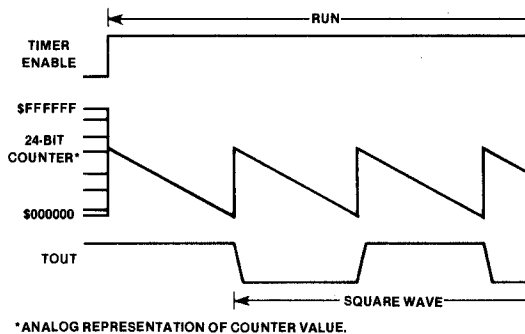 RUN
TIMER
ENABLE
$FFFFFF
24-BIT
COUNTER*
$000000
TOUT
SQUARE WAVE
*ANALOG REPRESENTATION OF COUNTER VALUE.